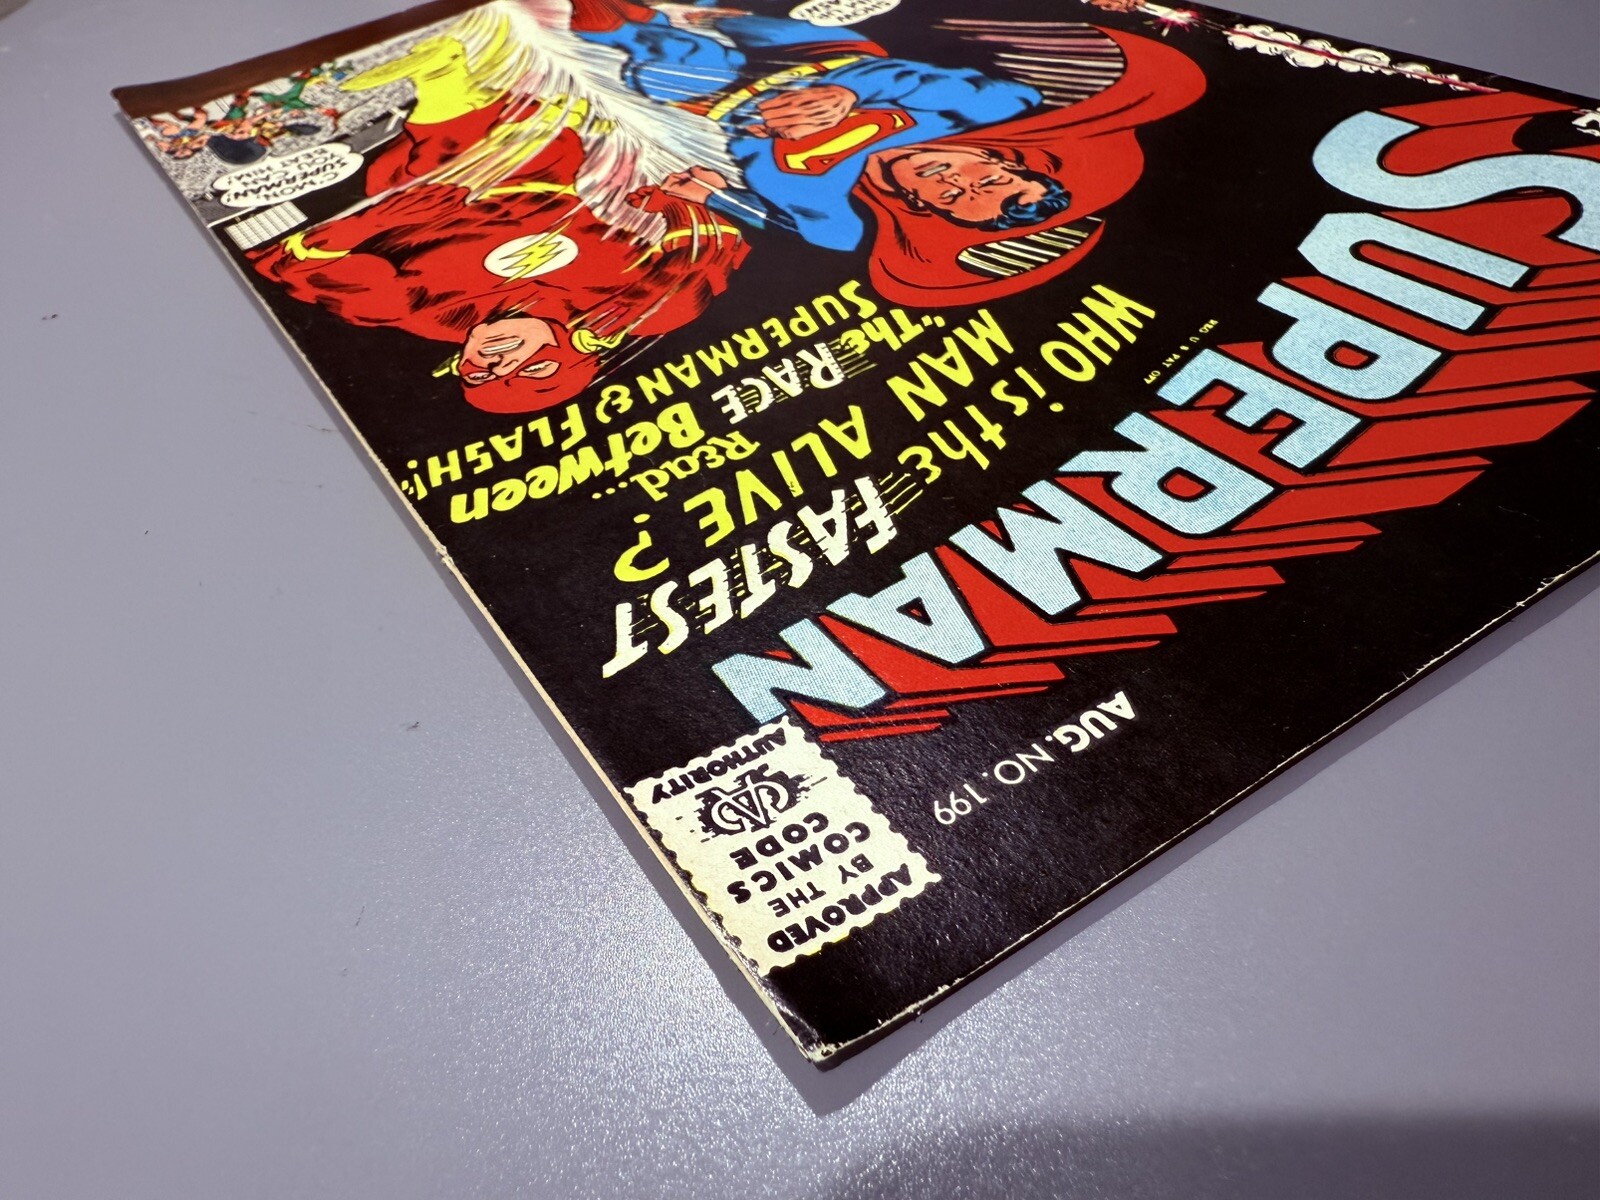 SUPERMAN
REG. U. S. PAT. OFF.
AUG. NO. 199
APPROVED
BY THE
COMICS
CODE
CA
AUTHORITY
WHO is the FASTEST
MAN ALIVE?
Read...
"The RACE Between
SUPERMAN & FLASH!"
C'MON,
YOU CAN
BEAT HIM!
SUPERMAN!